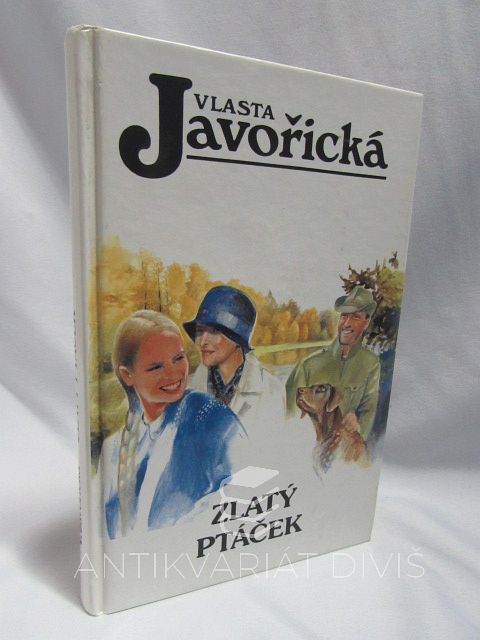 VLASTA
Javořická
ZLATÝ
PTÁČEK
ANTIKVARIÁT DIVIŠ